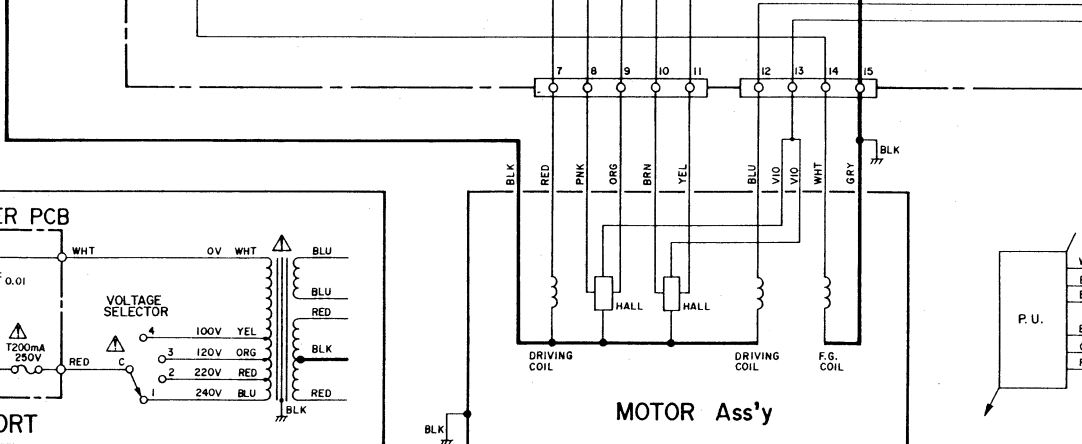 7 8 9 10 11 12 13 14 15
BLK
BLK RED PNK ORG BRN YEL BLU VIO VIO WHT GRY
ER PCB
WHT 0V WHT BLU
0.01
BLU
VOLTAGE
SELECTOR
HALL HALL
RED
4 100V YEL
P. U.
T200mA
250V
BLK
3 120V ORG
RED C
DRIVING
COIL
DRIVING
COIL
F.G.
COIL
2 220V RED
1 240V BLU RED
BLK
MOTOR Ass'y
ORT
BLK